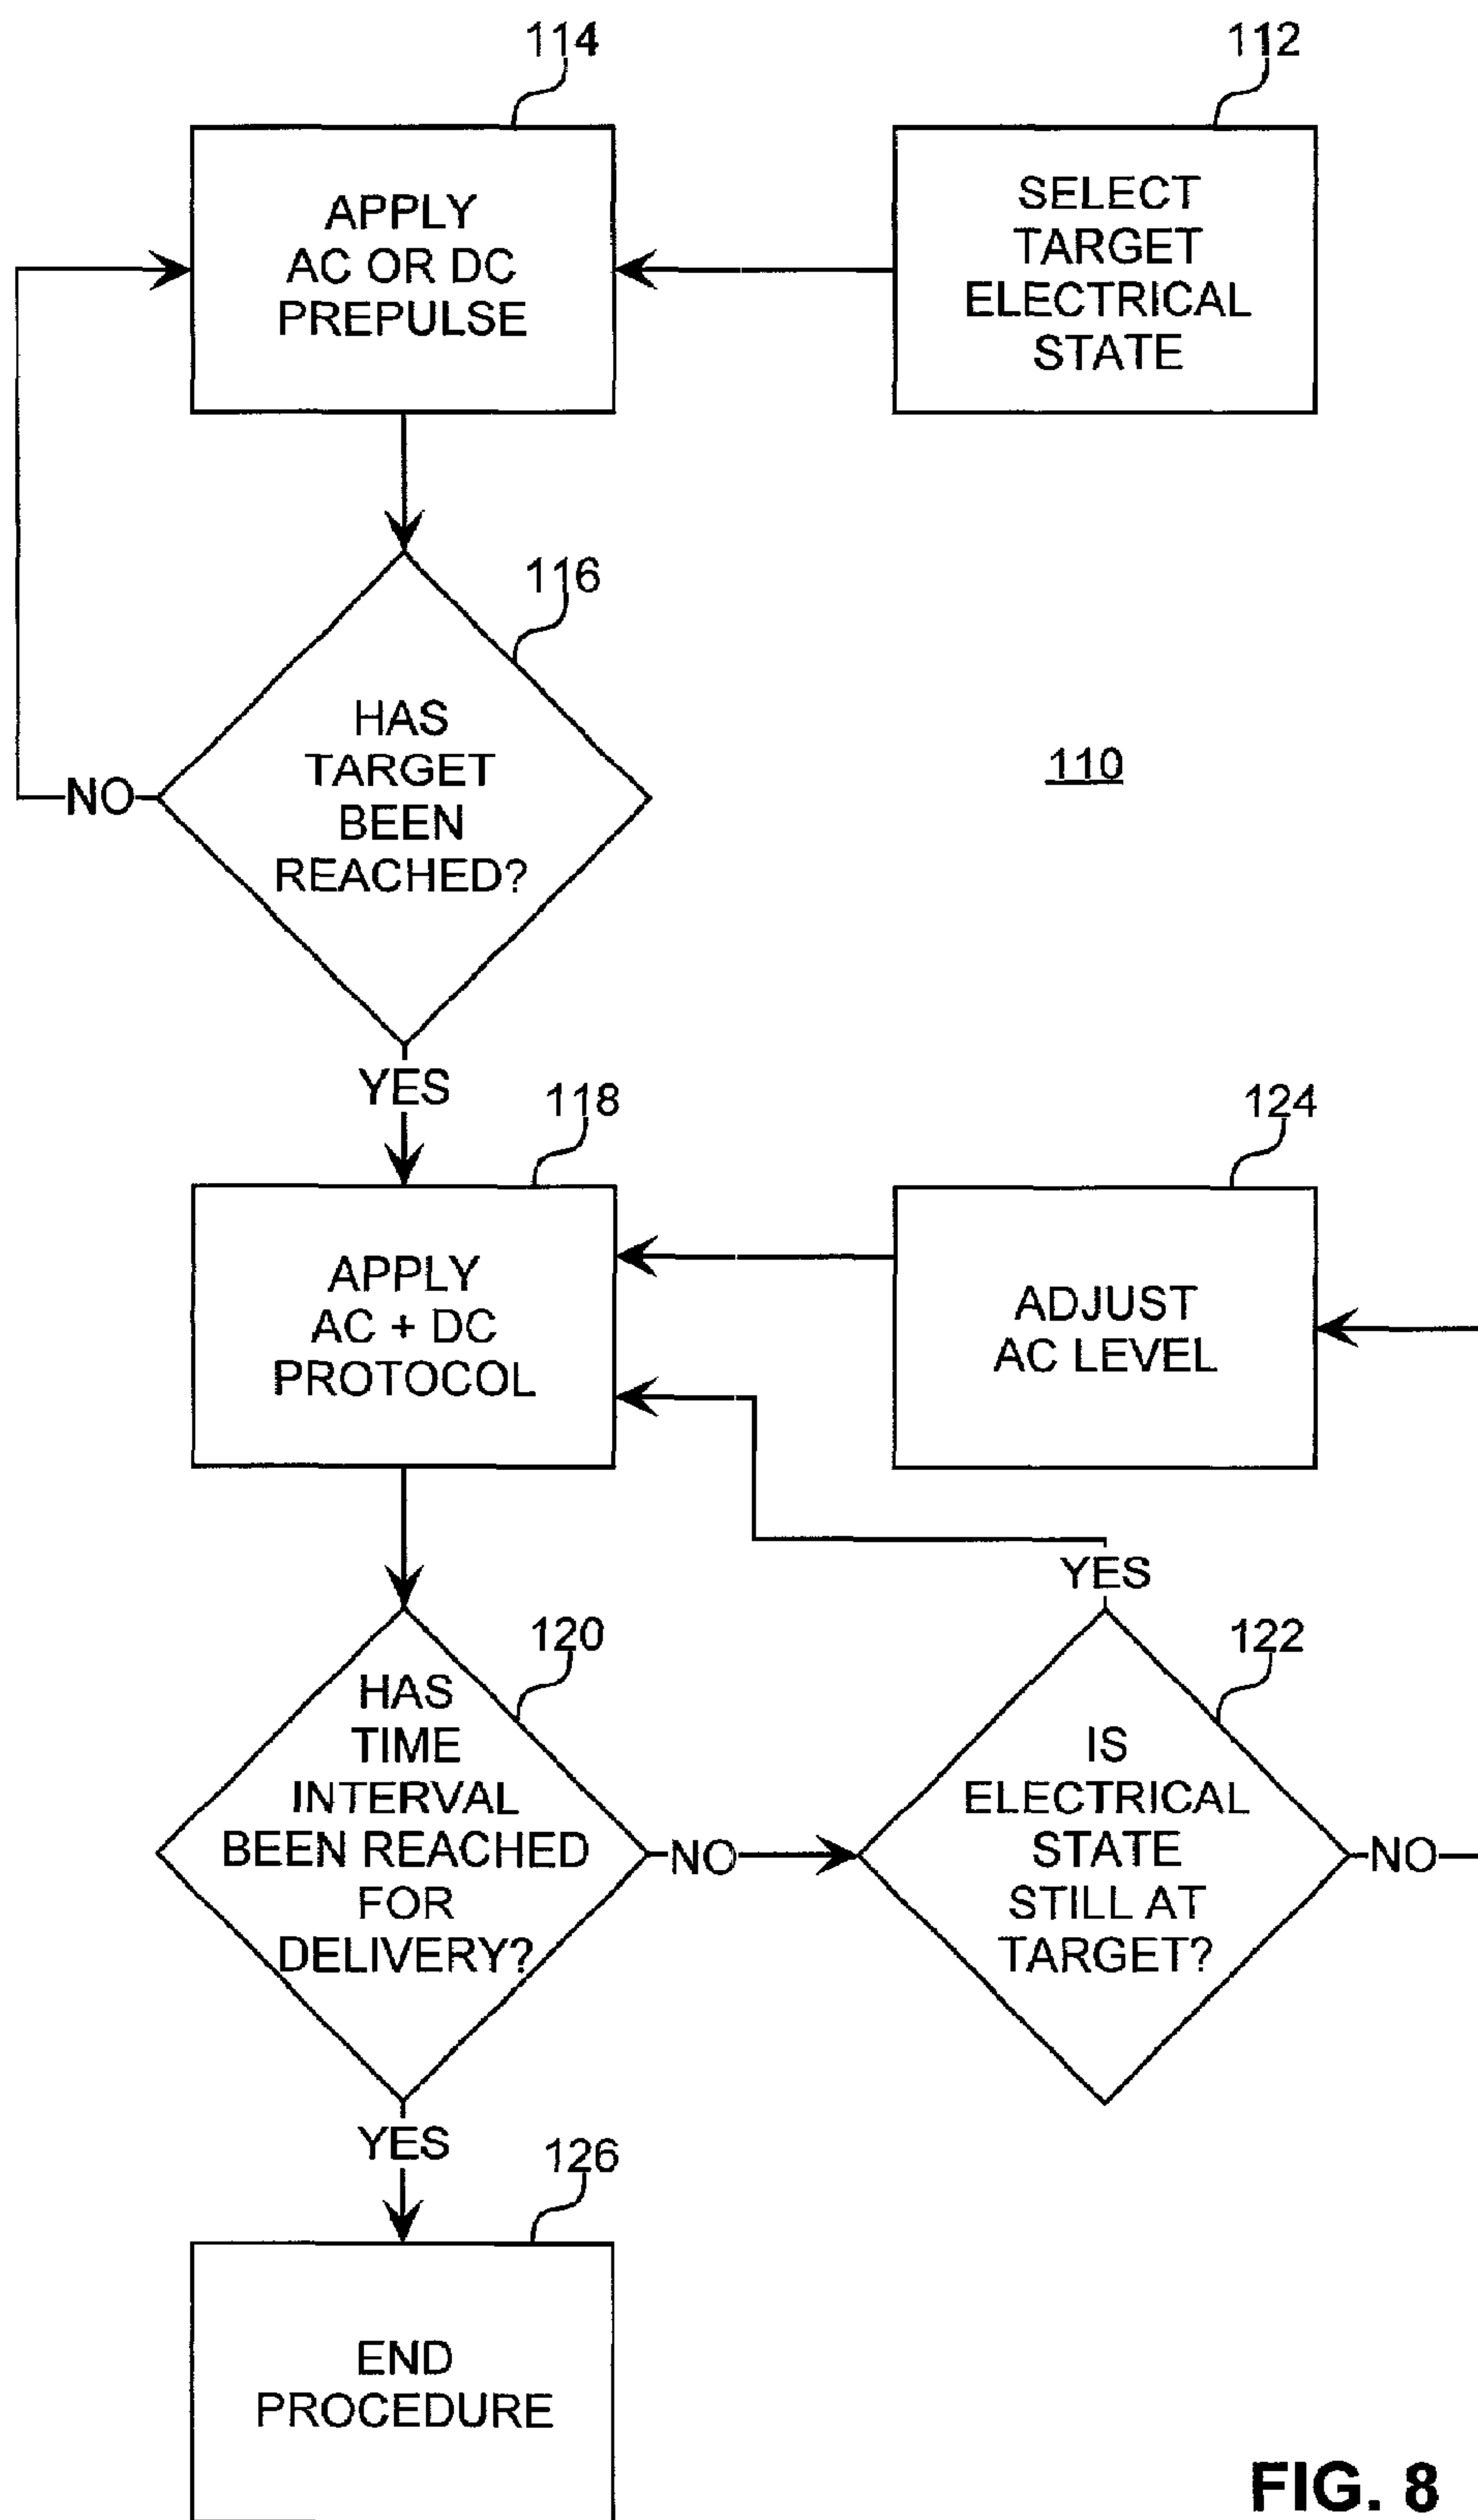 114
112
APPLY
AC OR DC
PREPULSE
SELECT
TARGET
ELECTRICAL
STATE
116
HAS
TARGET
BEEN
REACHED?
NO
110
YES
118
124
APPLY
AC + DC
PROTOCOL
ADJUST
AC LEVEL
YES
120
122
HAS
TIME
INTERVAL
BEEN REACHED
FOR
DELIVERY?
NO
IS
ELECTRICAL
STATE
STILL AT
TARGET?
NO
YES
126
END
PROCEDURE
FIG. 8